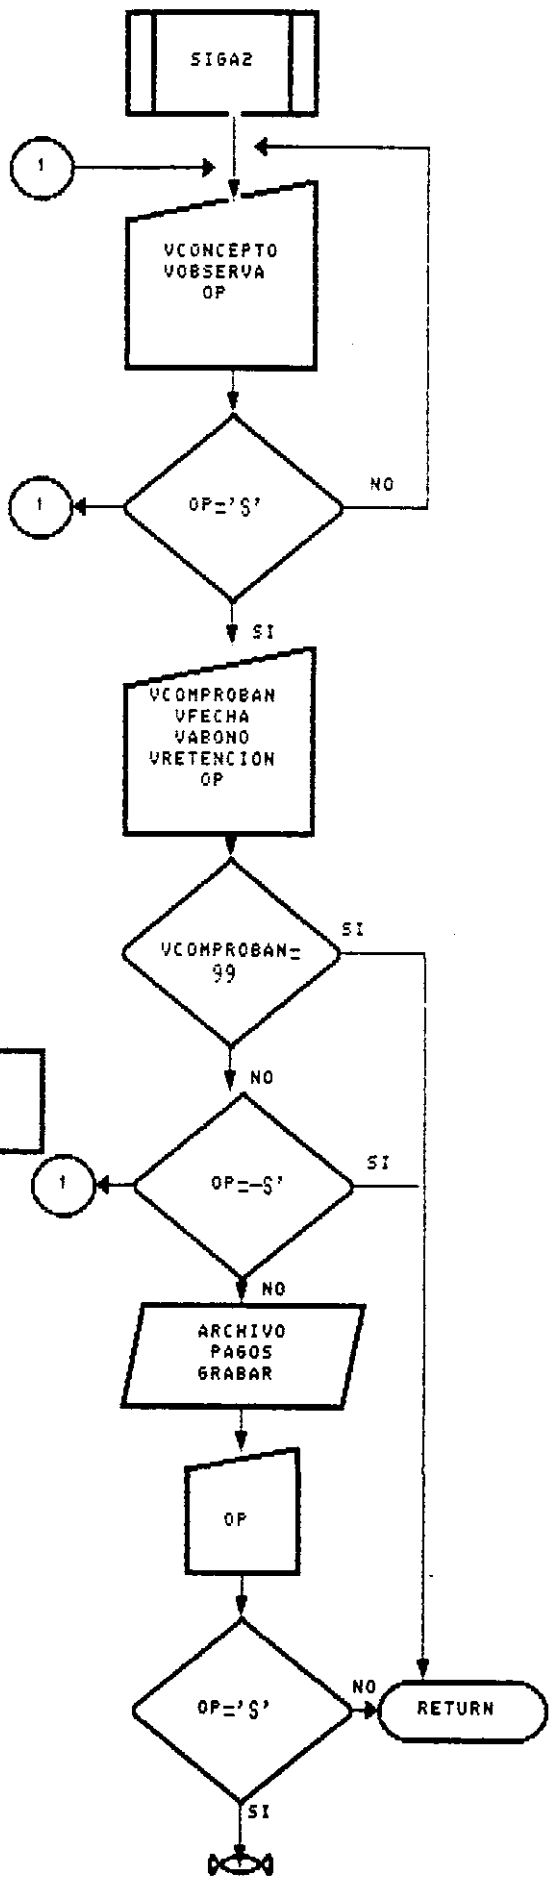 SIGA2
1
VCONCEPTO
VOBSERVA
OP
NO
1
OP='S'
SI
VCOMPROBAN
VFECHA
VABONO
VRETENCION
OP
SI
VCOMPROBAN=
99
NO
SI
1
OP=-S'
NO
ARCHIVO
PAGOS
GRABAR
OP
NO
OP='S'
RETURN
SI